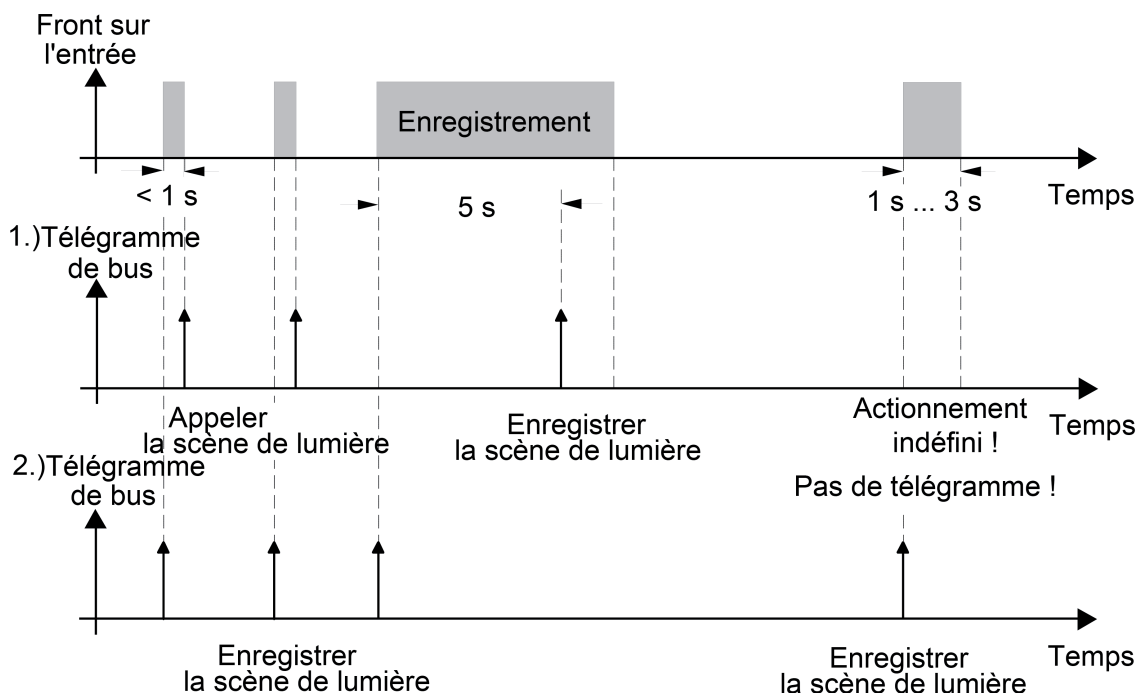 Front sur
l'entrée
Enregistrement
< 1 s
5 s
1 s ... 3 s
Temps
1.)Télégramme
de bus
Appeler
la scène de lumière
Enregistrer
la scène de lumière
Actionnement
indéfini !
Temps
Pas de télégramme !
2.)Télégramme
de bus
Enregistrer
la scène de lumière
Enregistrer
la scène de lumière
Temps